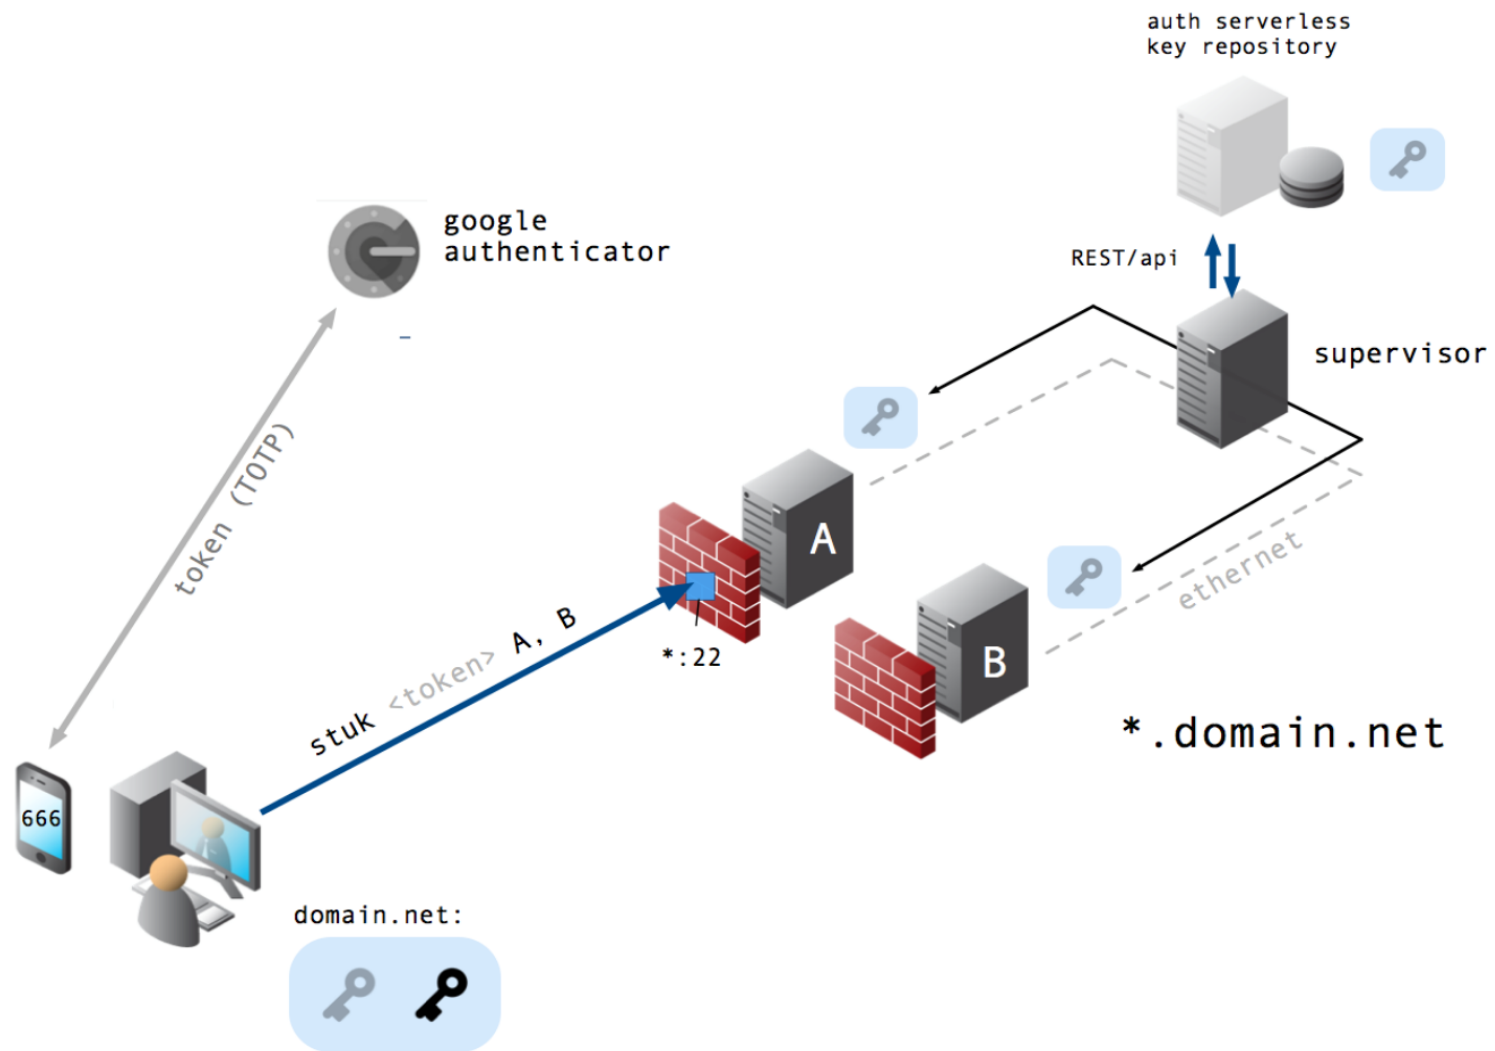 auth serverless
key repository
google
authenticator
REST/api
supervisor
token (TOTP)
A
ethernet
stuk <token> A, B
*:22
B
*.domain.net
666
domain.net: